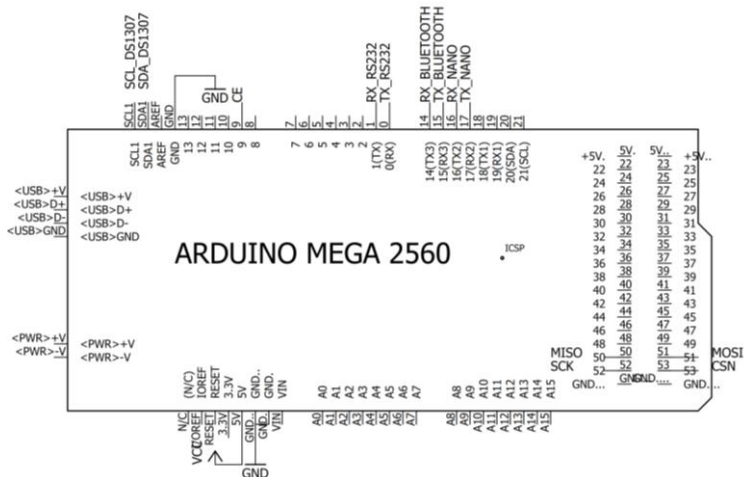 SCL_DS1307
SDA_DS1307
GND
CE
RX_RS232
TX_RS232
RX_BLUETOOTH
TX_BLUETOOTH
RX_NANO
TX_NANO
SCL1
SDA1
AREF
GND
13
12
11
10
9
8
7
6
5
4
3
2
1
0
14
15
16
17
18
19
20
21
SCL1
SDA1
AREF
GND
13
12
11
10
9
8
7
6
5
4
3
2
1(TX)
0(RX)
14(TX3)
15(RX3)
16(TX2)
17(RX2)
18(TX1)
19(RX1)
20(SDA)
21(SCL)
<USB>+V
<USB>D+
<USB>D-
<USB>GND
<USB>+V
<USB>D+
<USB>D-
<USB>GND
ARDUINO MEGA 2560
ICSP
+5V.. 5V.. 5V.. +5V..
22 22 23 23
24 24 25 25
26 26 27 27
28 28 29 29
30 30 31 31
32 32 33 33
34 34 35 35
36 36 37 37
38 38 39 39
40 40 41 41
42 42 43 43
44 44 45 45
46 46 47 47
48 48 49 49
MISO 50 50 51 51 MOSI
SCK 52 52 53 53 CSN
GND... GND... GND.... GND....
<PWR>+V
<PWR>-V
<PWR>+V
<PWR>-V
(N/C)
IOREF
RESET
3.3V
5V
GND..
GND.
VIN
A0
A1
A2
A3
A4
A5
A6
A7
A8
A9
A10
A11
A12
A13
A14
A15
N/C
IOREF
RESET
3.3V
5V
GND..
GND.
VIN
A0
A1
A2
A3
A4
A5
A6
A7
A8
A9
A10
A11
A12
A13
A14
A15
VCC
GND